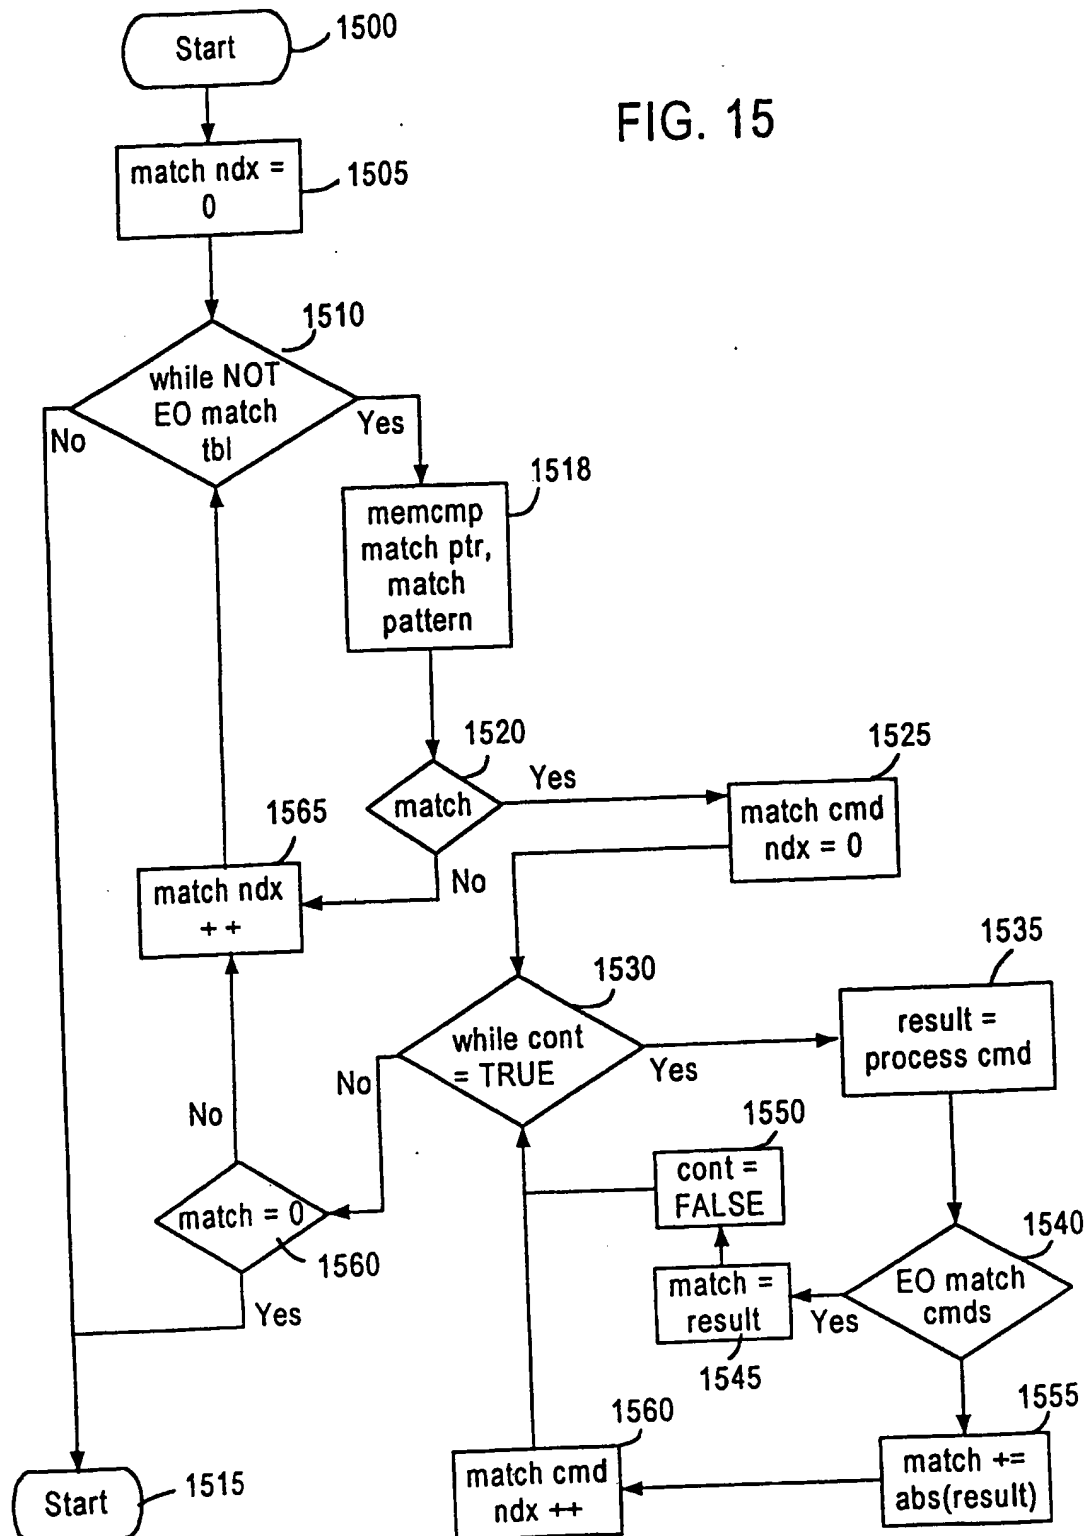 Start
1500
FIG. 15
match ndx =
0
1505
1510
while NOT
EO match
tbl
No
Yes
1518
memcmp
match ptr,
match
pattern
1520
match
Yes
No
1525
match cmd
ndx = 0
1565
match ndx
++
1530
while cont
= TRUE
No
Yes
1535
result =
process cmd
No
match = 0
1560
Yes
1550
cont =
FALSE
1540
EO match
cmds
Yes
match =
result
1545
1555
match +=
abs(result)
1560
match cmd
ndx ++
Start
1515